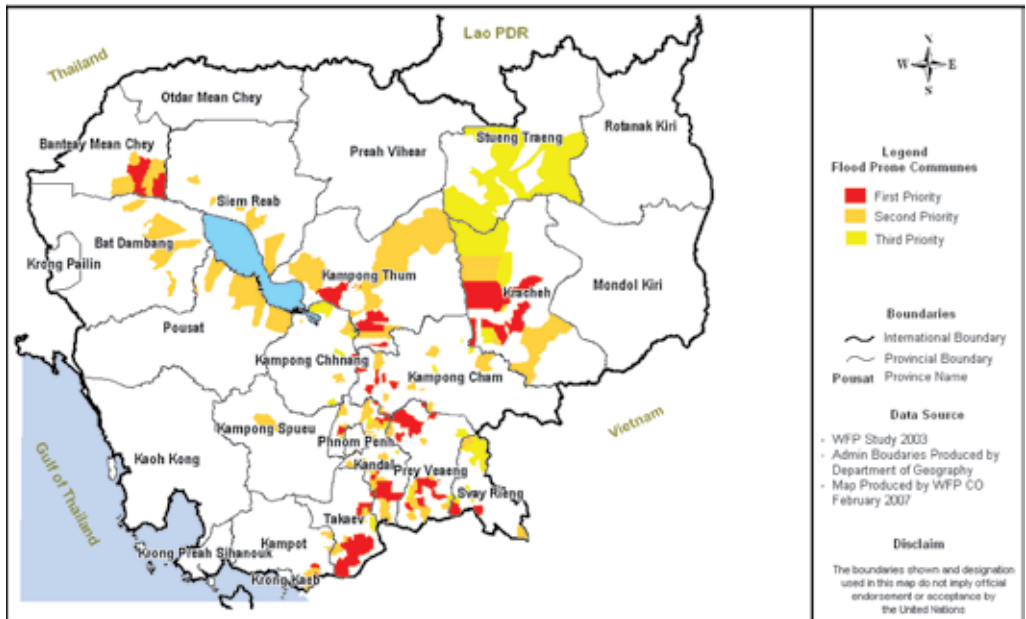 Lao PDR
Thailand
Otdar Mean Chey
Banteay Mean Chey
Preah Vihear
Stueng Traeng
Rotanak Kiri
Siem Reab
Bat Dambang
Krong Pailin
Kampong Thum
Kracheh
Mondol Kiri
Pousat
Kampong Chhnang
Kampong Cham
Kampong Spueu
Phnom Penh
Vietnam
Kaoh Kong
Kandal
Prey Veaeng
Svay Rieng
Gulf of Thailand
Takaev
Kampot
Krong Preah Sihanouk
Krong Kaeb
N
W E
S
Legend
Flood Prone Communes
First Priority
Second Priority
Third Priority
Boundaries
International Boundary
Provincial Boundary
Pousat Province Name
Data Source
- WFP Study 2003
- Admin Boudaries Produced by
Department of Geography
- Map Produced by WFP CO
February 2007
Disclaim
The boundaries shown and designation
used in this map do not imply official
endorsement or acceptance by
the United Nations